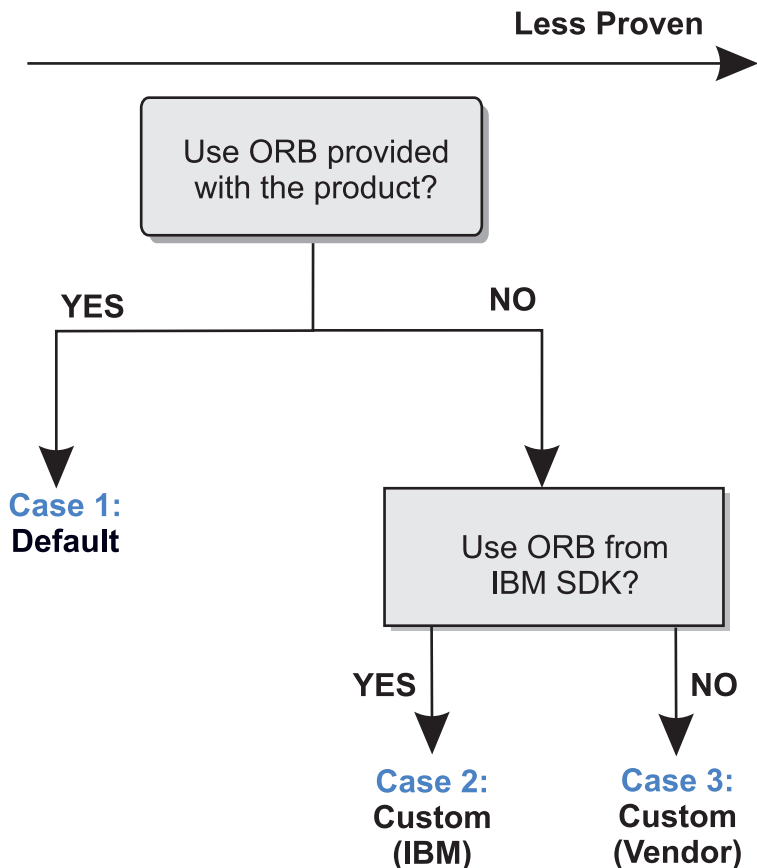 Less Proven
Use ORB provided
with the product?
YES
NO
Case 1:
Default
Use ORB from
IBM SDK?
YES
NO
Case 2:
Custom
(IBM)
Case 3:
Custom
(Vendor)